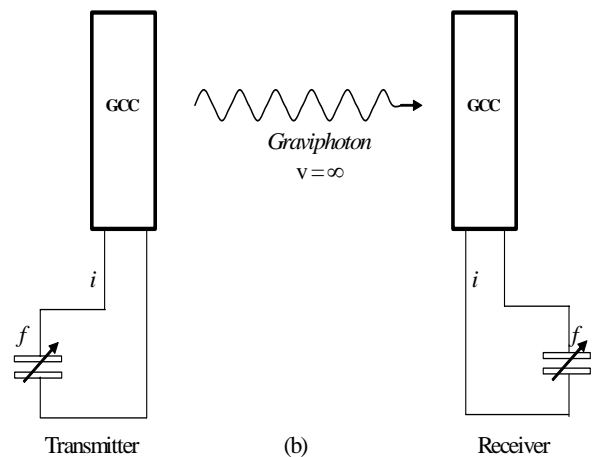 GCC
GCC
Graviphoton
v = ∞
i
i
f
f
Transmitter
(b)
Receiver